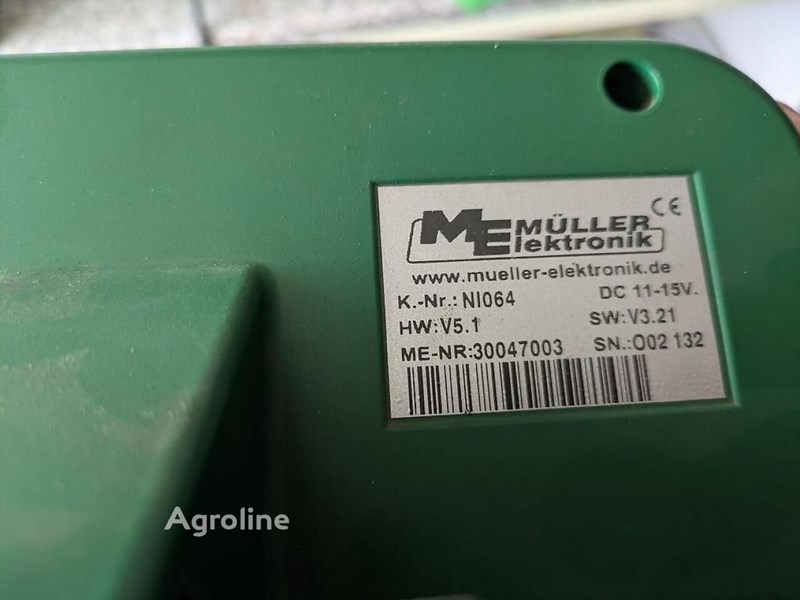 ME MÜLLER
Elektronik
CE
www.mueller-elektronik.de
K.-Nr.: NI064 DC 11-15V.
HW:V5.1 SW:V3.21
ME-NR:30047003 SN.:O02 132
Agroline